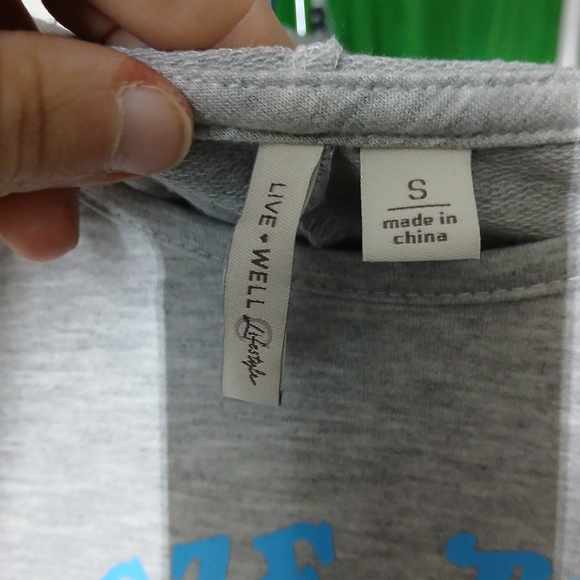 LIVE ♥ WELL
Lifestyle
S
made in
china